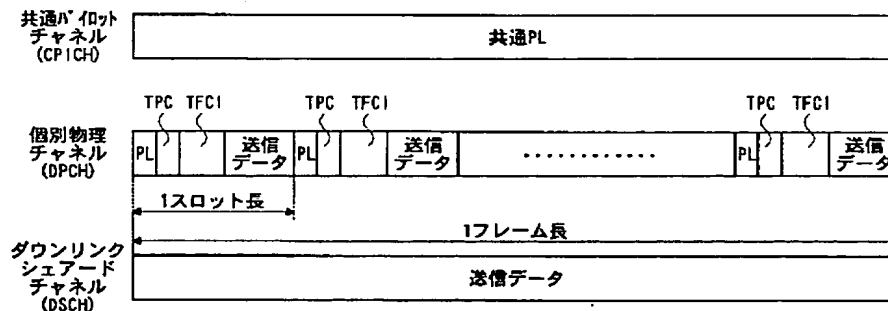 共通パイロット
チャネル
(CPICH)
共通PL
TPC TFCI TPC TFCI TPC TFCI
個別物理
チャネル
(DPCH)
PL 送信データ PL 送信データ ············ PL 送信データ
1スロット長
1フレーム長
ダウンリンク
シェアード
チャネル
(DSCH)
送信データ